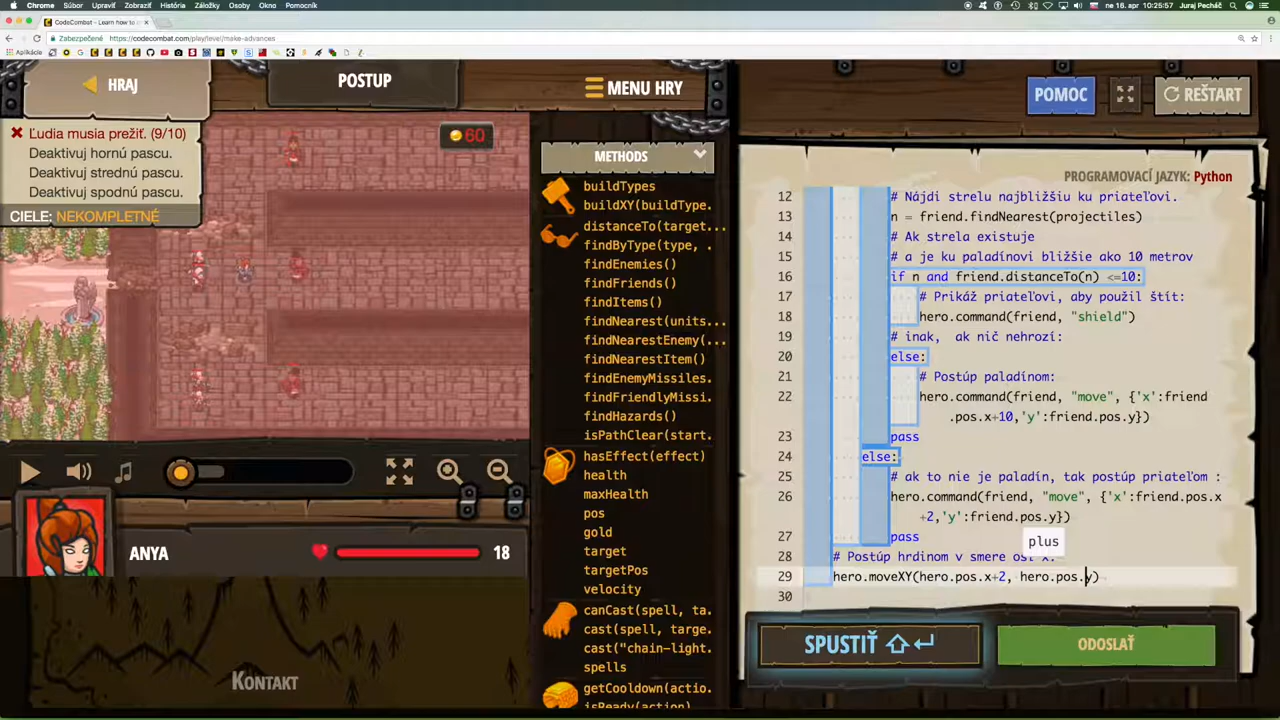 Chrome Súbor Upraviť Zobraziť História Záložky Osoby Okno Pomocník
ne 16. apr 10:25:57 Juraj Pecháč
CodeCombat - Learn how to
Zabezpečené https://codecombat.com/play/level/make-advances
Aplikácie
HRAJ
POSTUP
MENU HRY
POMOC
REŠTART
Ľudia musia prežiť. (9/10)
Deaktivuj hornú pascu.
Deaktivuj strednú pascu.
Deaktivuj spodnú pascu.
CIELE: NEKOMPLETNÉ
60
METHODS
buildTypes
buildXY(buildType.
distanceTo(target...
findByType(type, .
findEnemies()
findFriends()
findItems()
findNearest(units...
findNearestEnemy(...
findNearestItem()
findEnemyMissiles.
findFriendlyMissi.
findHazards()
isPathClear(start.
hasEffect(effect)
health
maxHealth
pos
gold
target
targetPos
velocity
canCast(spell, ta.
cast(spell, targe.
cast("chain-light.
spells
getCooldown(actio.
isReady(action)
PROGRAMOVACÍ JAZYK: Python
12 # Nájdi strelu najbližšiu ku priateľovi.
13 n = friend.findNearest(projectiles)
14 # Ak strela existuje
15 # a je ku paladínovi bližšie ako 10 metrov
16 if n and friend.distanceTo(n) <=10:
17 # Prikáž priateľovi, aby použil štít:
18 hero.command(friend, "shield")
19 # inak, ak nič nehrozí:
20 else:
21 # Postúp paladínom:
22 hero.command(friend, "move", {'x':friend
.pos.x+10,'y':friend.pos.y})
23 pass
24 else:
25 # ak to nie je paladín, tak postúp priateľom :
26 hero.command(friend, "move", {'x':friend.pos.x
+2,'y':friend.pos.y})
27 pass
plus
28 # Postúp hrdinom v smere osi x:
29 hero.moveXY(hero.pos.x+2, hero.pos.y)
30
ANYA
18
KONTAKT
SPUSTIŤ
ODOSLAŤ